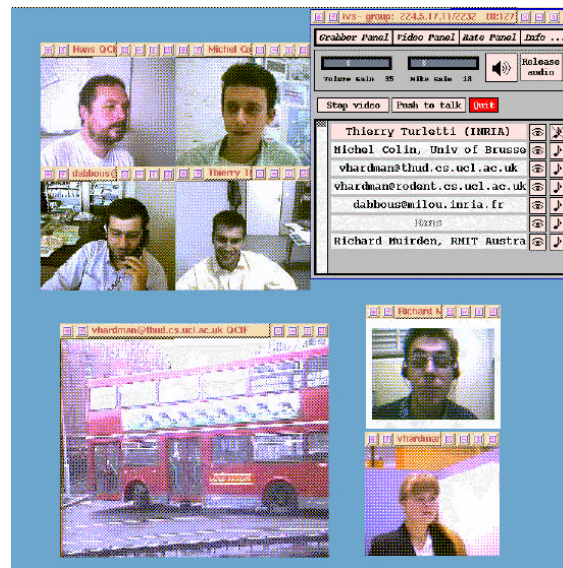 ivs- group: 224.5.17.11/2232 ttl:127
Grabber Panel Video Panel Rate Panel Info ...
Volume Gain 35 Mike Gain 18
Release
audio
Stop video Push to talk Quit
Thierry Turletti (INRIA)
Michel Colin, Univ of Brusse
vhardman@thud.cs.ucl.ac.uk
vhardman@rodent.cs.ucl.ac.uk
dabbous@milou.inria.fr
Hans
Richard Muirden, RMIT Austra
Hans QCIF
Michel Co
dabbous@
Thierry Tu
vhardman@thud.cs.ucl.ac.uk QCIF
Richard M
vhardman